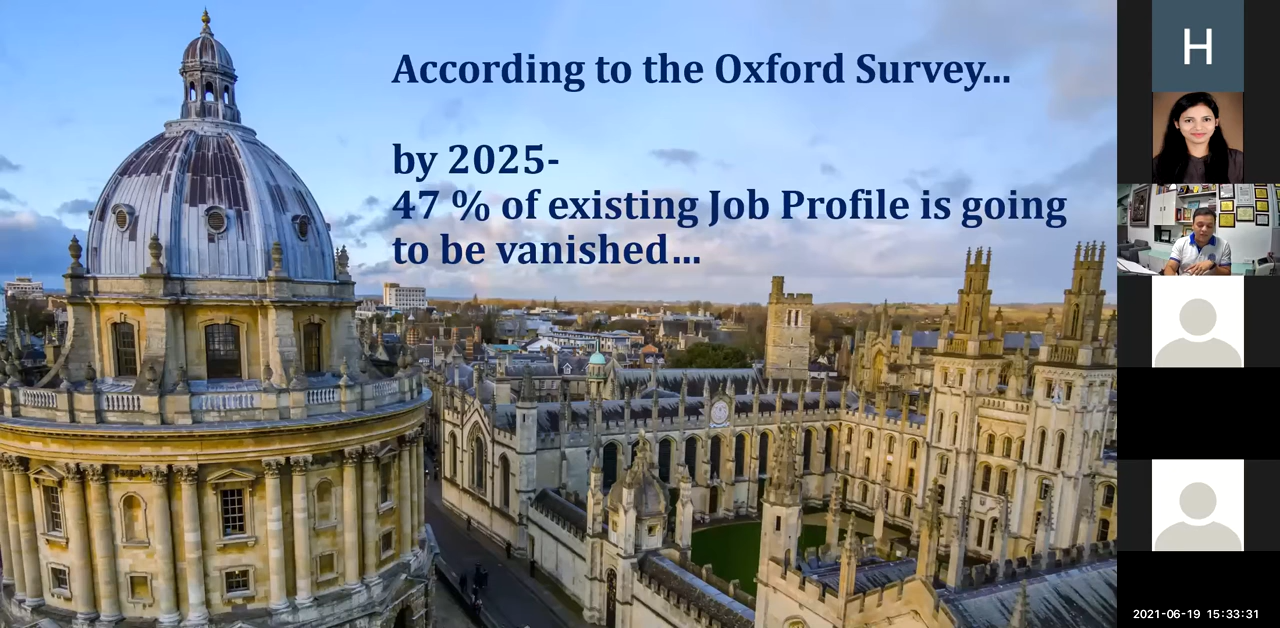 According to the Oxford Survey...
by 2025-
47 % of existing Job Profile is going
to be vanished...
H
2021-06-19 15:33:31